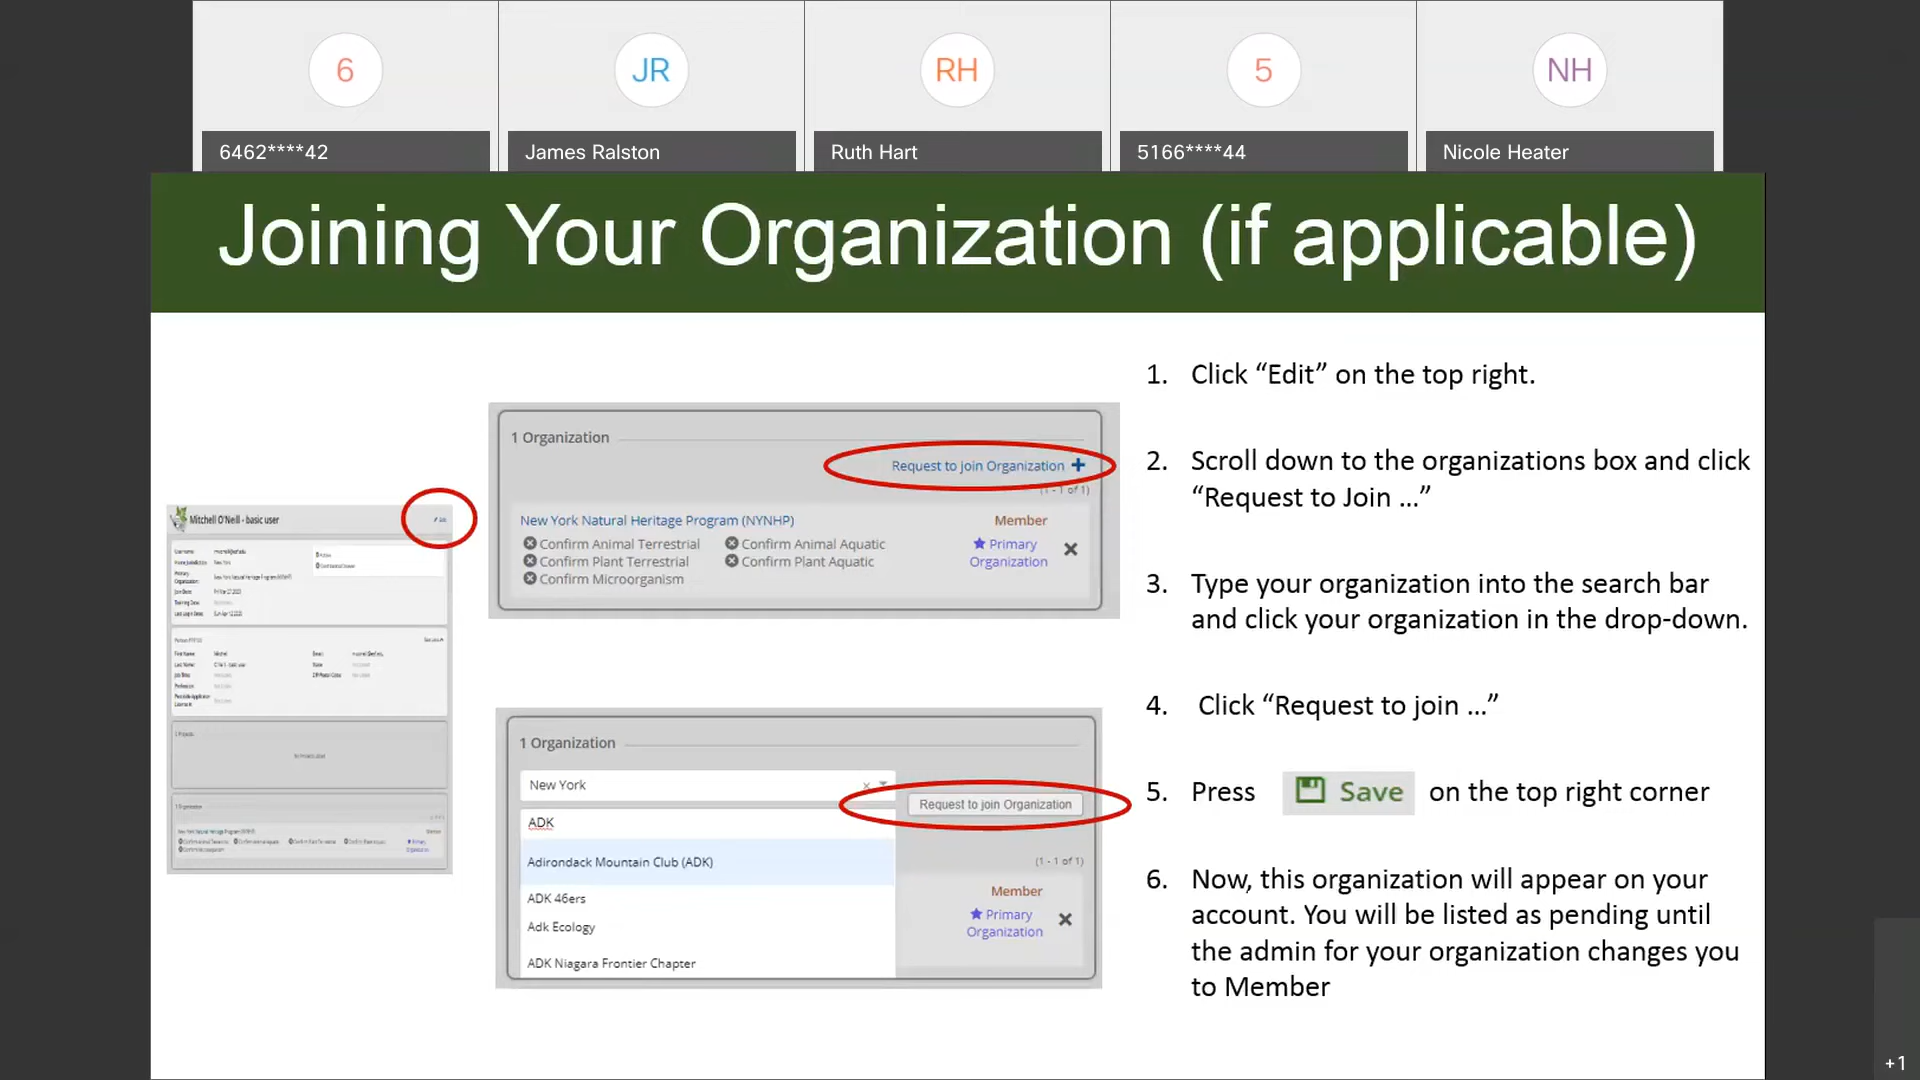 6
JR
RH
5
NH
6462****42
James Ralston
Ruth Hart
5166****44
Nicole Heater
Joining Your Organization (if applicable)
Mitchell O'Neill - basic user
1 Organization
Request to join Organization
(1 - 1 of 1)
New York Natural Heritage Program (NYNHP)
Member
Confirm Animal Terrestrial
Confirm Animal Aquatic
Primary
Confirm Plant Terrestrial
Confirm Plant Aquatic
Organization
Confirm Microorganism
1 Organization
New York
Request to join Organization
ADK
Adirondack Mountain Club (ADK)
(1 - 1 of 1)
ADK 46ers
Member
Adk Ecology
Primary
Organization
ADK Niagara Frontier Chapter
1. Click “Edit” on the top right.
2. Scroll down to the organizations box and click
“Request to Join ...”
3. Type your organization into the search bar
and click your organization in the drop-down.
4. Click “Request to join ...”
5. Press Save on the top right corner
6. Now, this organization will appear on your
account. You will be listed as pending until
the admin for your organization changes you
to Member
+1